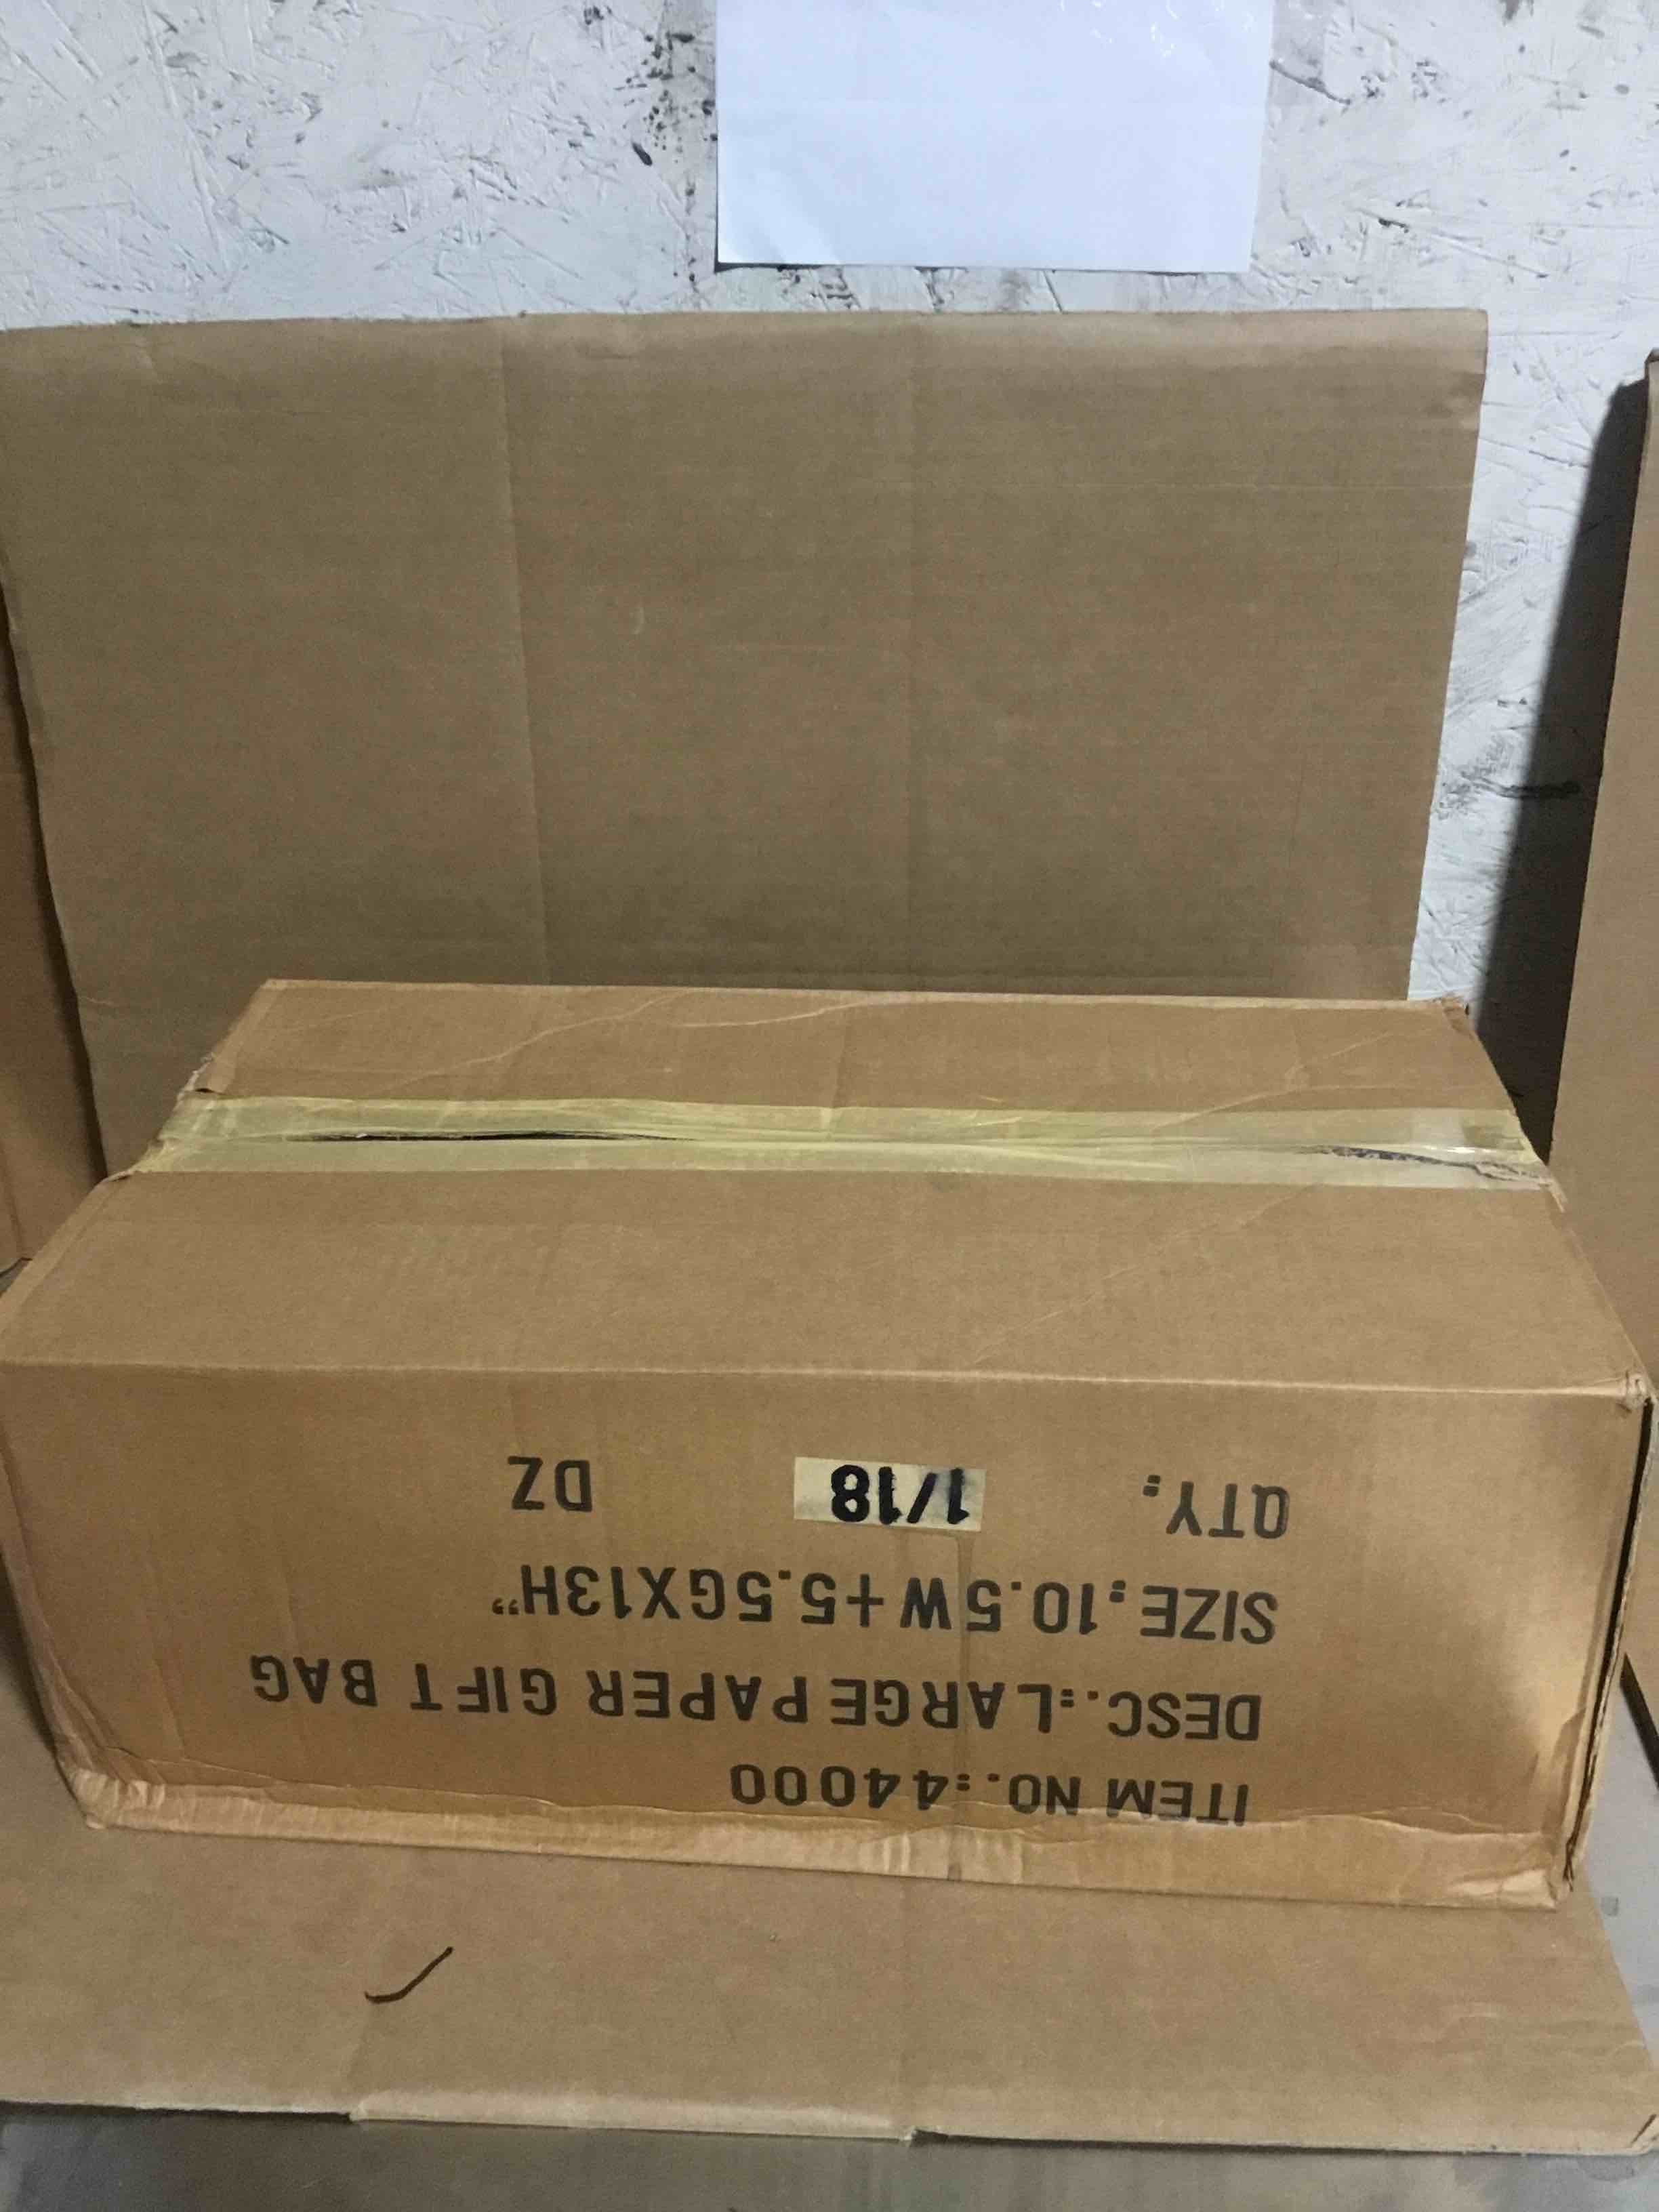 ITEM NO.:44000
DESC.:LARGE PAPER GIFT BAG
SIZE:10.5W+5.5GX13H"
QTY: 1/18 DZ